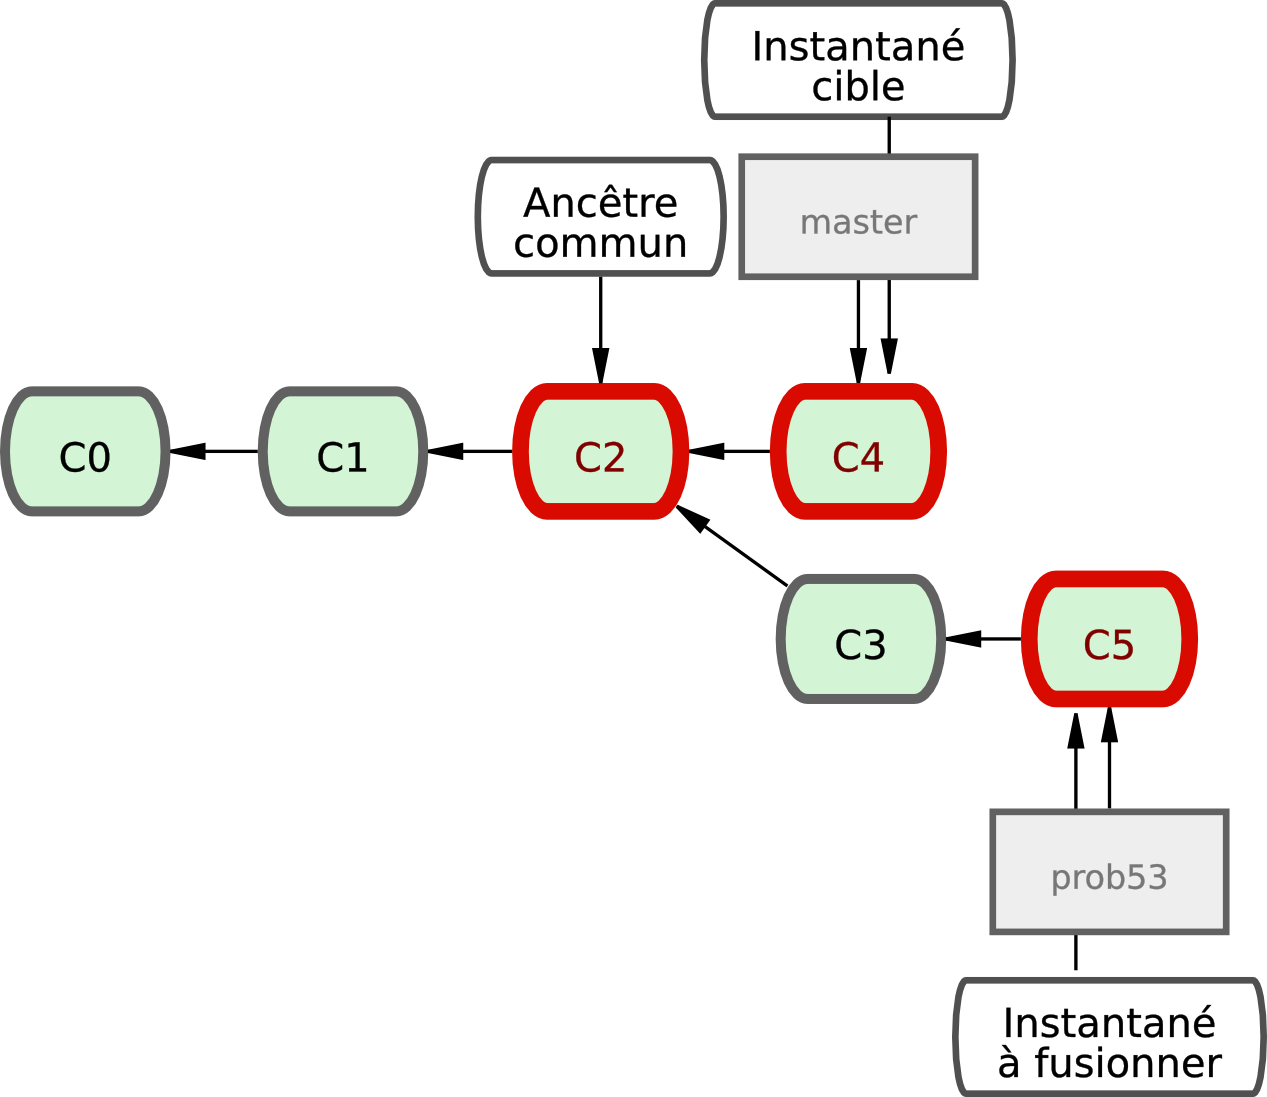 Instantané
cible
master
Ancêtre
commun
C0
C1
C2
C4
C3
C5
prob53
Instantané
à fusionner